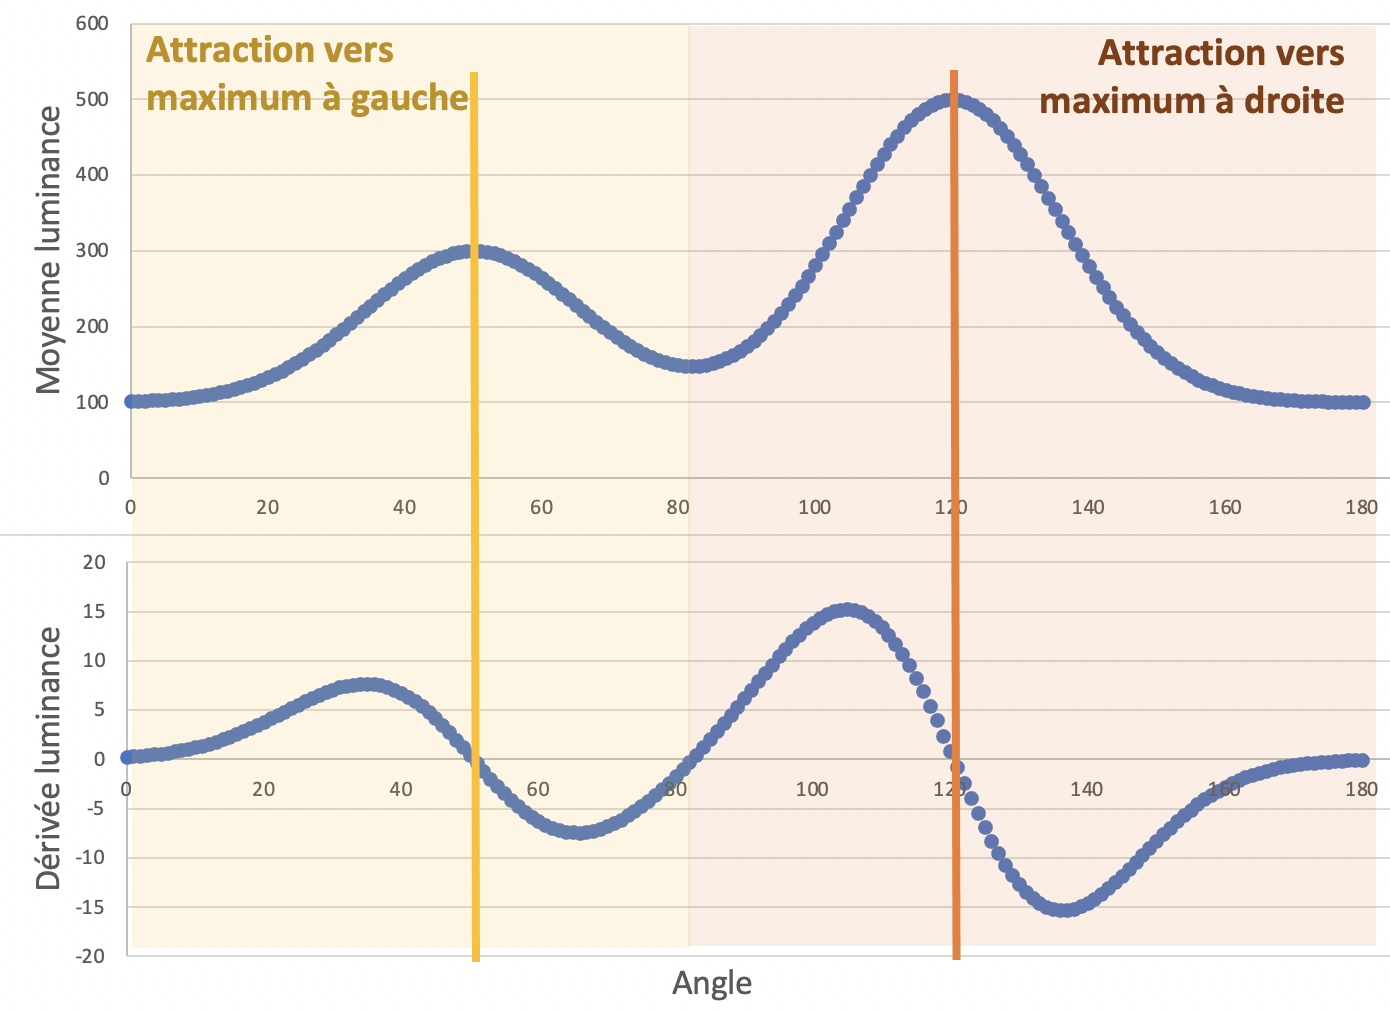 600
Attraction vers
maximum à gauche
Attraction vers
maximum à droite
500
400
300
200
100
0
Moyenne luminance
0 20 40 60 80 100 120 140 160 180
20
15
10
5
0
-5
-10
-15
-20
Dérivée luminance
0 20 40 60 80 100 120 140 160 180
Angle